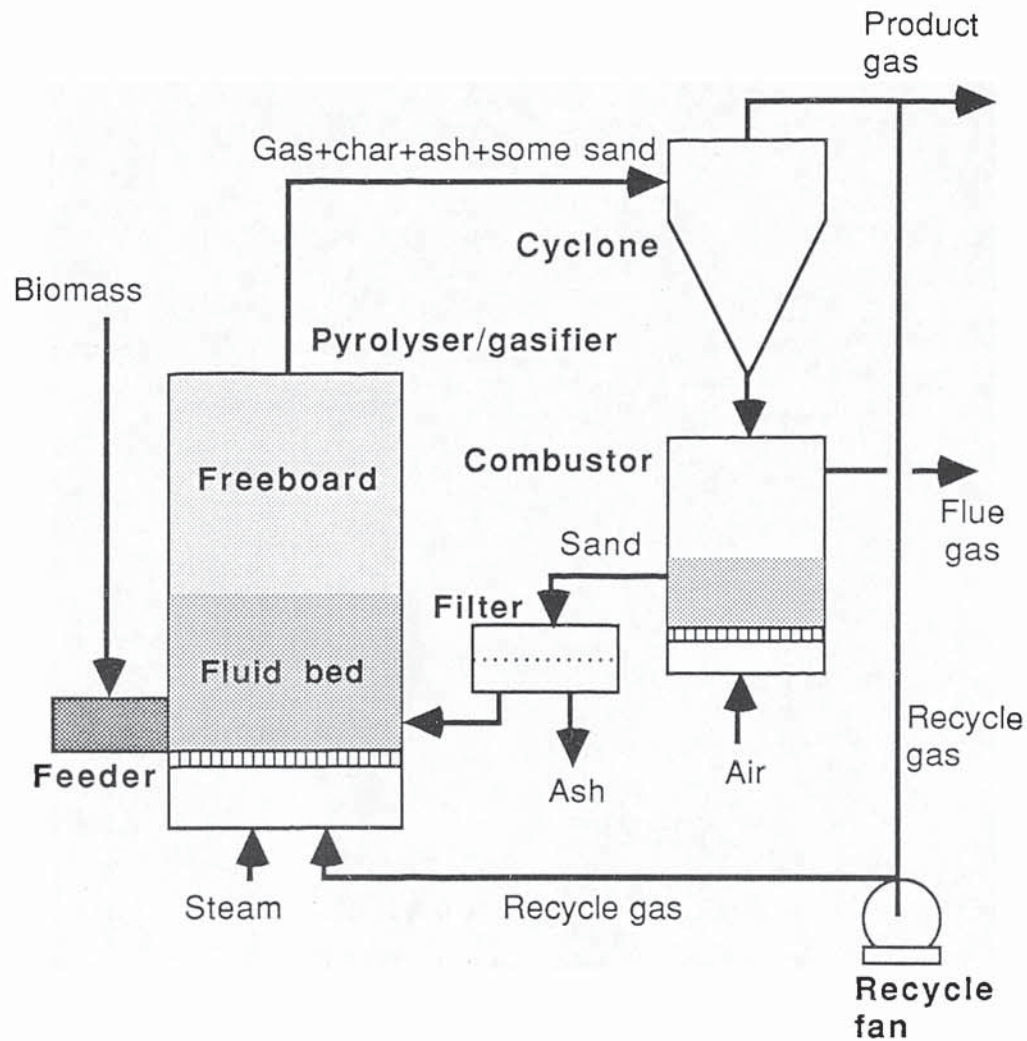 Product
gas
Gas+char+ash+some sand
Cyclone
Biomass
Pyrolyser/gasifier
Freeboard
Combustor
Flue
gas
Sand
Filter
Fluid bed
Recycle
gas
Feeder
Ash
Air
Steam
Recycle gas
Recycle
fan